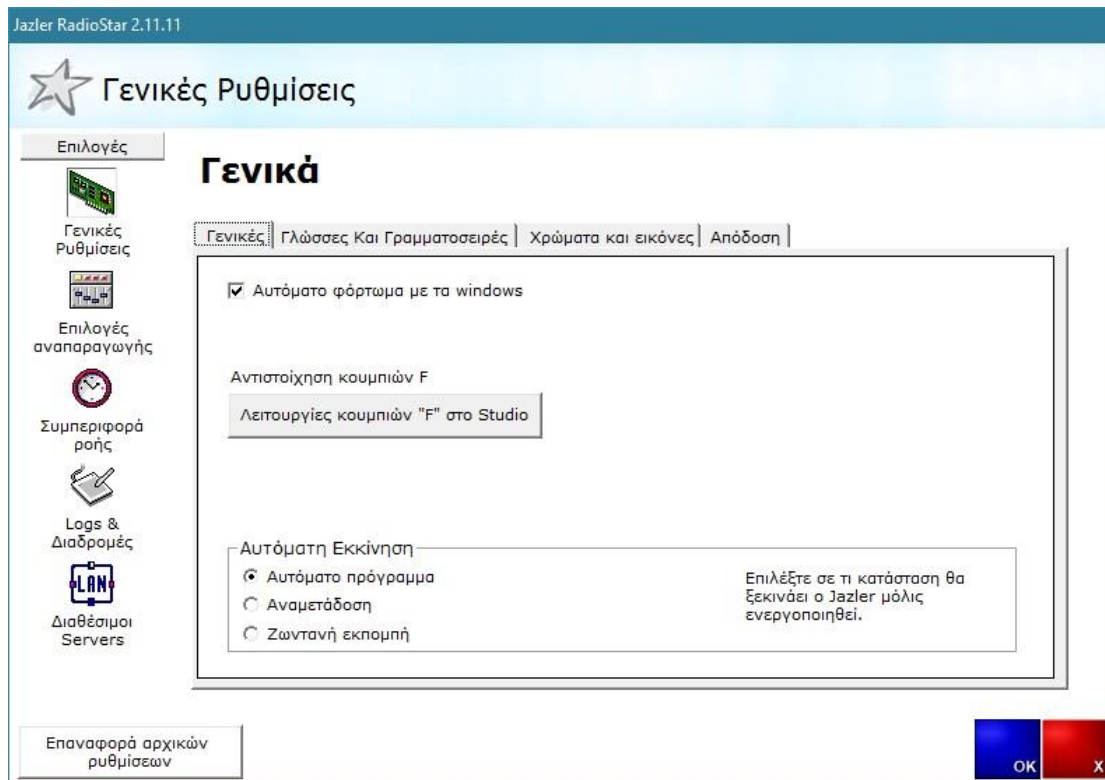 Jazler RadioStar 2.11.11
Γενικές Ρυθμίσεις
Επιλογές
Γενικές
Ρυθμίσεις
Επιλογές
αναπαραγωγής
Συμπεριφορά
ροής
Logs &
Διαδρομές
LAN
Διαθέσιμοι
Servers
Γενικά
Γενικές Γλώσσες Και Γραμματοσειρές Χρώματα και εικόνες Απόδοση
Αυτόματο φόρτωμα με τα windows
Αντιστοίχηση κουμπιών F
Λειτουργίες κουμπιών "F" στο Studio
Αυτόματη Εκκίνηση
Αυτόματο πρόγραμμα
Αναμετάδοση
Ζωντανή εκπομπή
Επιλέξτε σε τι κατάσταση θα
ξεκινάει ο Jazler μόλις
ενεργοποιηθεί.
Επαναφορά αρχικών
ρυθμίσεων
OK X